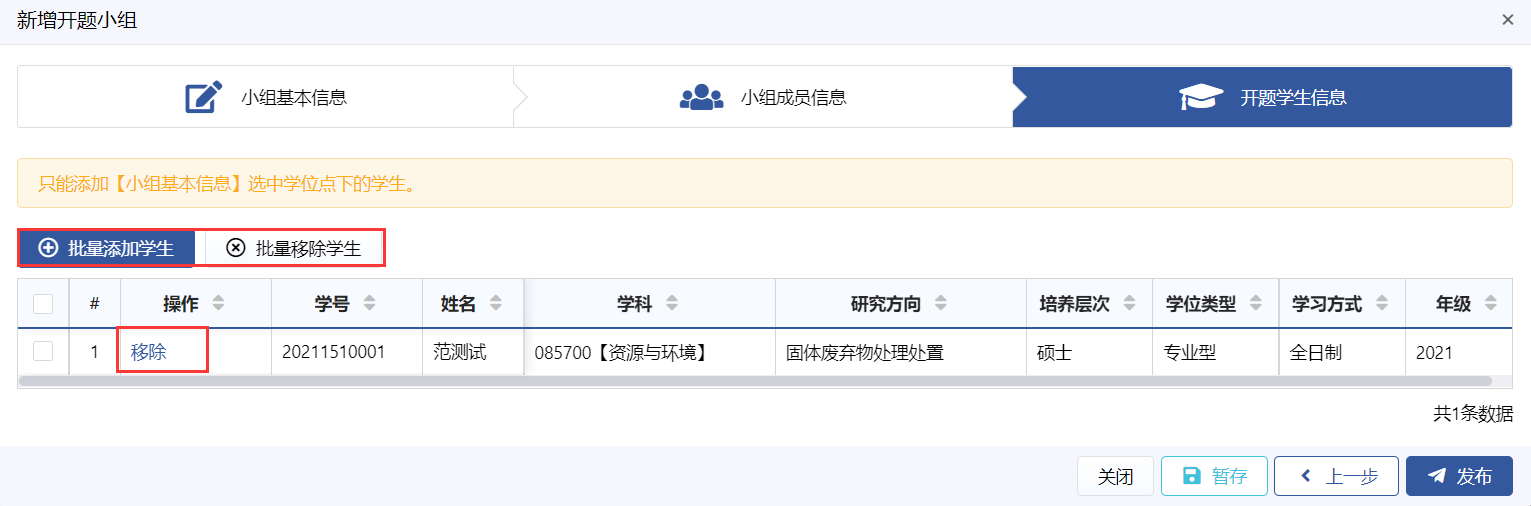 新增开题小组
小组基本信息 小组成员信息 开题学生信息
只能添加【小组基本信息】选中学位点下的学生。
批量添加学生 批量移除学生
# 操作 学号 姓名 学科 研究方向 培养层次 学位类型 学习方式 年级
1 移除 20211510001 范测试 085700【资源与环境】 固体废弃物处理处置 硕士 专业型 全日制 2021
共1条数据
关闭 暂存 上一步 发布